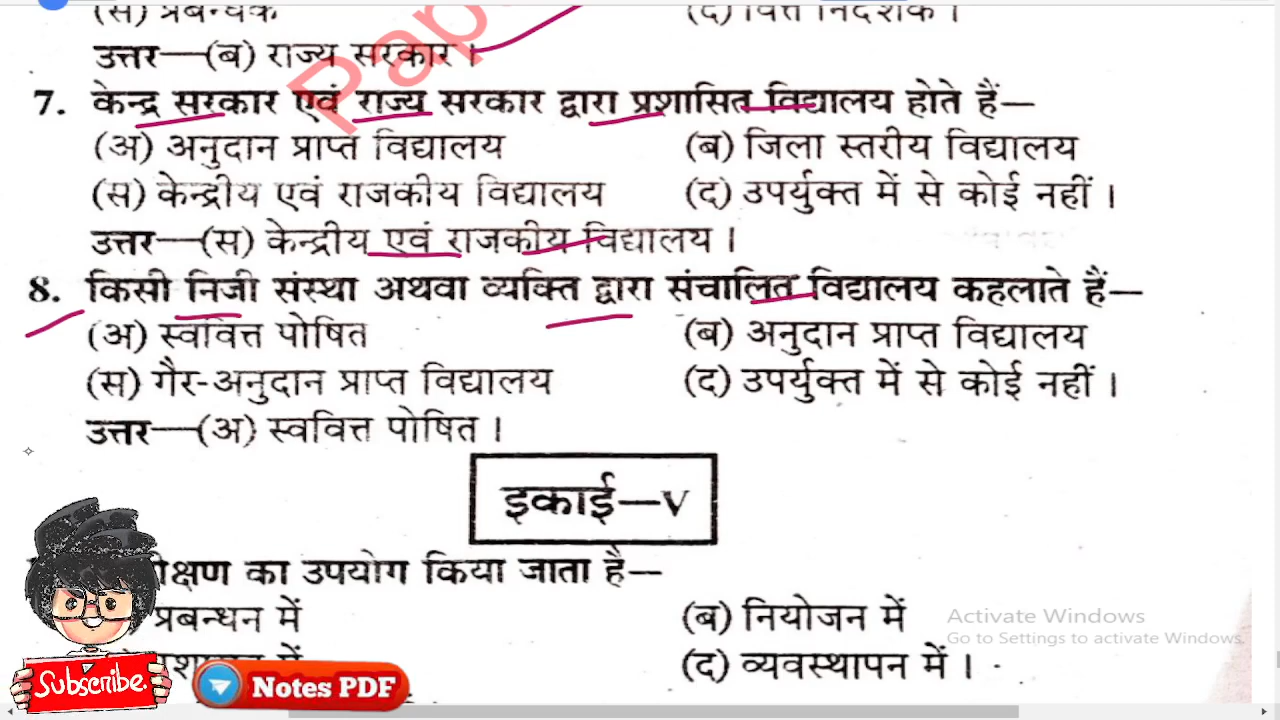 (स) प्रबन्धक (द) वित्त निदेशक ।
उत्तर—(ब) राज्य सरकार ।
Pap
7. केन्द्र सरकार एवं राज्य सरकार द्वारा प्रशासित विद्यालय होते हैं—
(अ) अनुदान प्राप्त विद्यालय (ब) जिला स्तरीय विद्यालय
(स) केन्द्रीय एवं राजकीय विद्यालय (द) उपर्युक्त में से कोई नहीं ।
उत्तर—(स) केन्द्रीय एवं राजकीय विद्यालय ।
8. किसी निजी संस्था अथवा व्यक्ति द्वारा संचालित विद्यालय कहलाते हैं—
(अ) स्ववित्त पोषित (ब) अनुदान प्राप्त विद्यालय
(स) गैर-अनुदान प्राप्त विद्यालय (द) उपर्युक्त में से कोई नहीं ।
उत्तर—(अ) स्ववित्त पोषित ।
इकाई—V
का उपयोग किया जाता है—
प्रबन्धन में (ब) नियोजन में
में (द) व्यवस्थापन में ।
Activate Windows
Go to Settings to activate Windows.
Subscribe.
Notes PDF